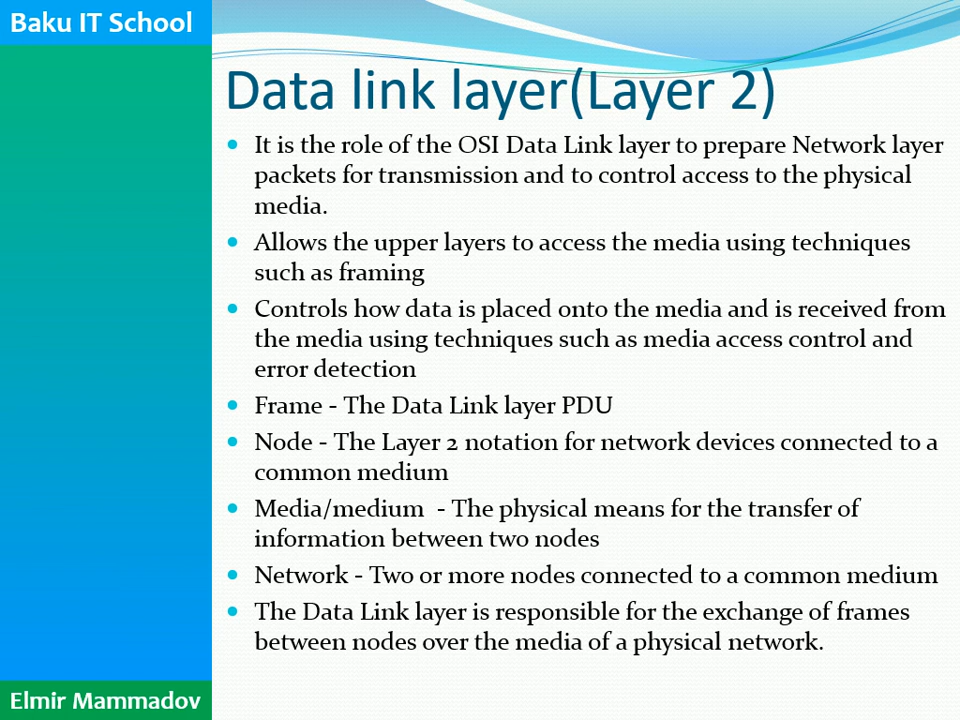 Baku IT School
Data link layer(Layer 2)
It is the role of the OSI Data Link layer to prepare Network layer
packets for transmission and to control access to the physical
media.
Allows the upper layers to access the media using techniques
such as framing
Controls how data is placed onto the media and is received from
the media using techniques such as media access control and
error detection
Frame - The Data Link layer PDU
Node - The Layer 2 notation for network devices connected to a
common medium
Media/medium  - The physical means for the transfer of
information between two nodes
Network - Two or more nodes connected to a common medium
The Data Link layer is responsible for the exchange of frames
between nodes over the media of a physical network.
Elmir Mammadov